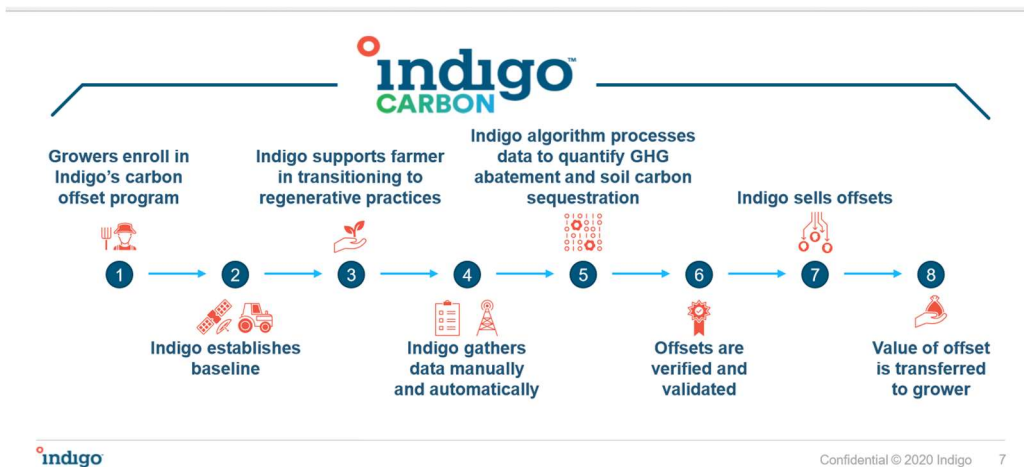 indigo™
CARBON
Growers enroll in
Indigo's carbon
offset program
Indigo supports farmer
in transitioning to
regenerative practices
Indigo algorithm processes
data to quantify GHG
abatement and soil carbon
sequestration
Indigo sells offsets
1
2
3
4
5
6
7
8
Indigo establishes
baseline
Indigo gathers
data manually
and automatically
Offsets are
verified and
validated
Value of offset
is transferred
to grower
indigo
Confidential © 2020 Indigo 7